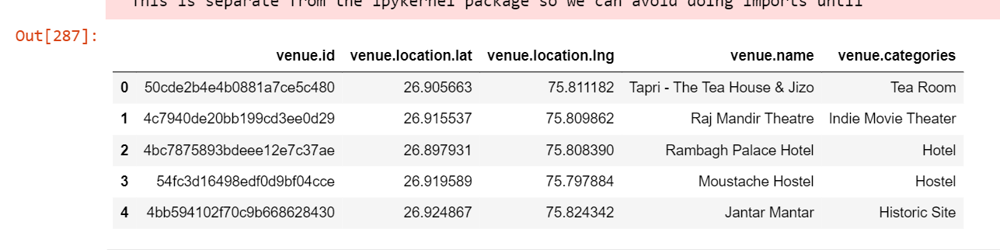 This is separate from the ipykernel package so we can avoid doing imports until
Out[287]:
venue.id venue.location.lat venue.location.lng venue.name venue.categories
0 50cde2b4e4b0881a7ce5c480 26.905663 75.811182 Tapri - The Tea House & Jizo Tea Room
1 4c7940de20bb199cd3ee0d29 26.915537 75.809862 Raj Mandir Theatre Indie Movie Theater
2 4bc7875893bdeee12e7c37ae 26.897931 75.808390 Rambagh Palace Hotel Hotel
3 54fc3d16498edf0d9bf04cce 26.919589 75.797884 Moustache Hostel Hostel
4 4bb594102f70c9b668628430 26.924867 75.824342 Jantar Mantar Historic Site